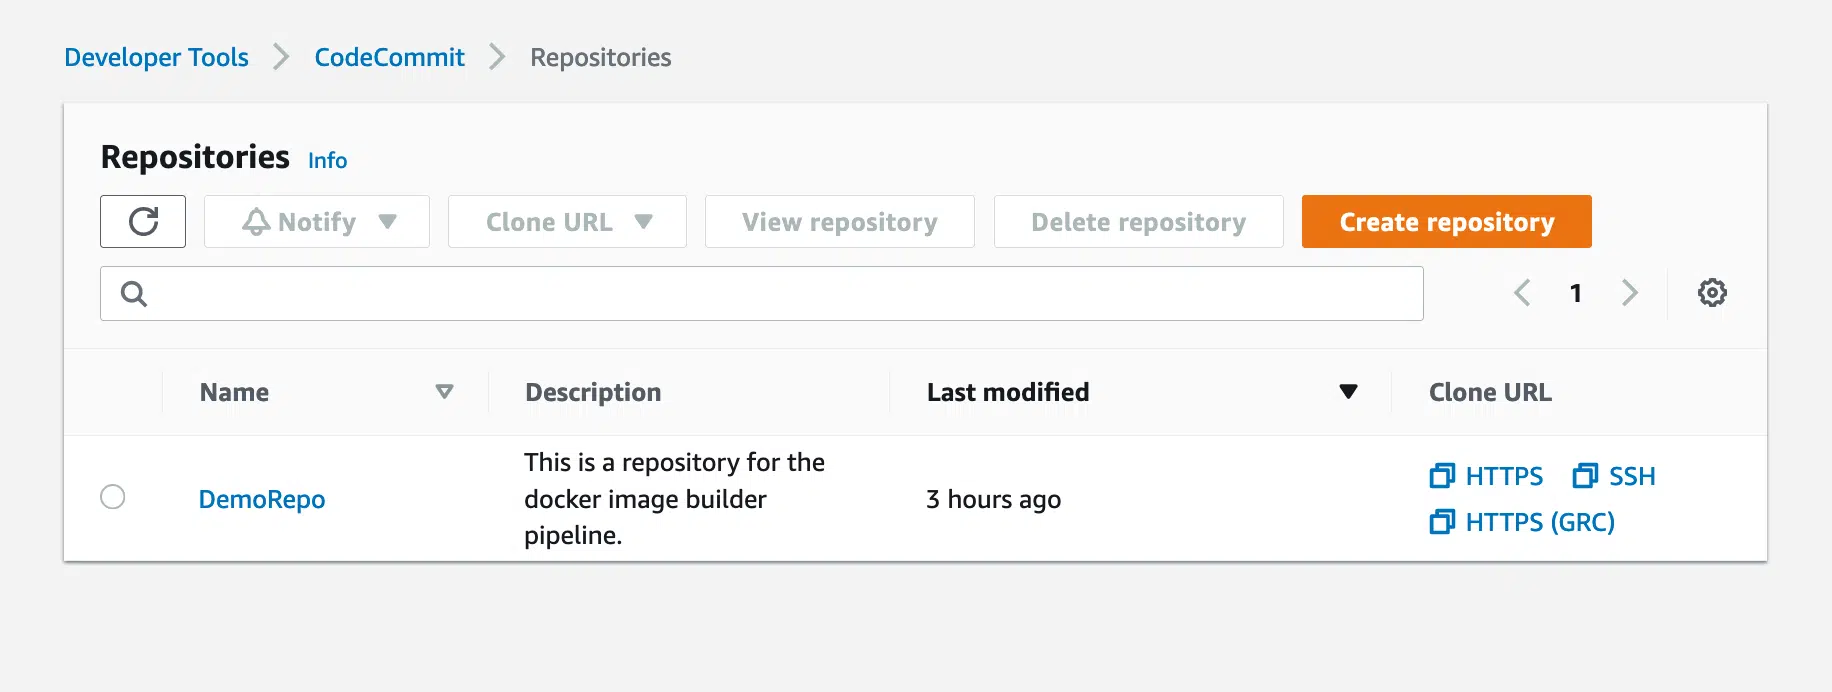 Developer Tools > CodeCommit > Repositories
Repositories Info
Notify Clone URL View repository Delete repository Create repository
1
Name Description Last modified Clone URL
This is a repository for the
DemoRepo docker image builder 3 hours ago HTTPS SSH
pipeline. HTTPS (GRC)